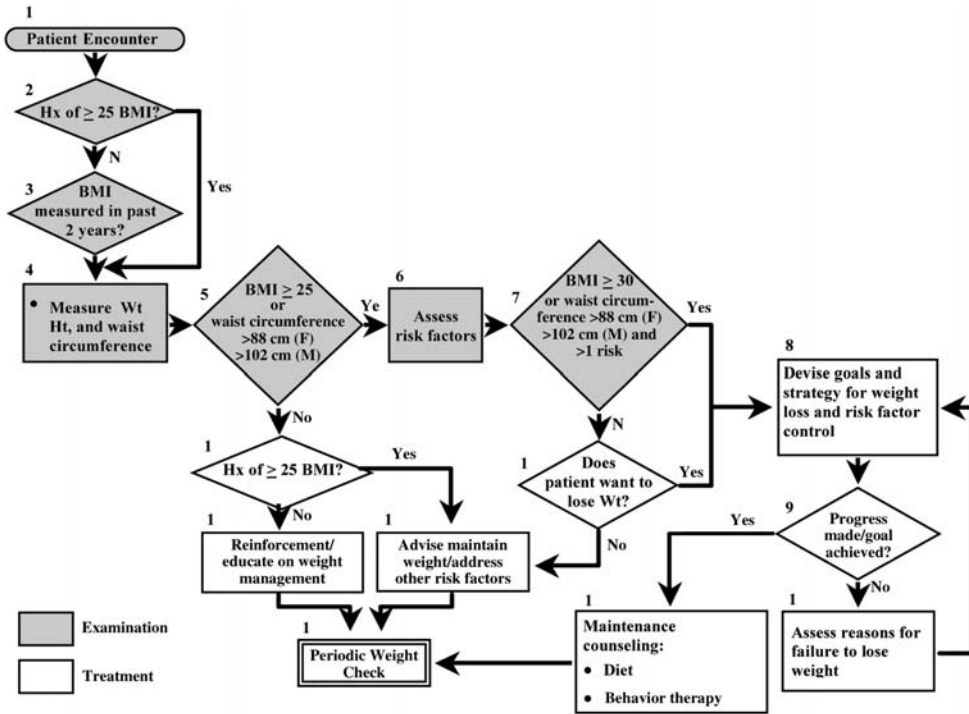 1
Patient Encounter
2
Hx of ≥ 25 BMI?
N
Yes
3
BMI
measured in past
2 years?
4
• Measure Wt
Ht, and waist
circumference
5
BMI ≥ 25
or
waist circumference
>88 cm (F)
>102 cm (M)
Ye
6
Assess
risk factors
7
BMI ≥ 30
or waist circum-
ference >88 cm (F)
>102 cm (M) and
>1 risk
Yes
8
Devise goals and
strategy for weight
loss and risk factor
control
No
N
1
Hx of ≥ 25 BMI?
Yes
No
1
Does
patient want to
lose Wt?
Yes
No
9
Progress
made/goal
achieved?
Yes
No
1
Reinforcement/
educate on weight
management
1
Advise maintain
weight/address
other risk factors
1
Periodic Weight
Check
1
Maintenance
counseling:
• Diet
• Behavior therapy
1
Assess reasons for
failure to lose
weight
Examination
Treatment